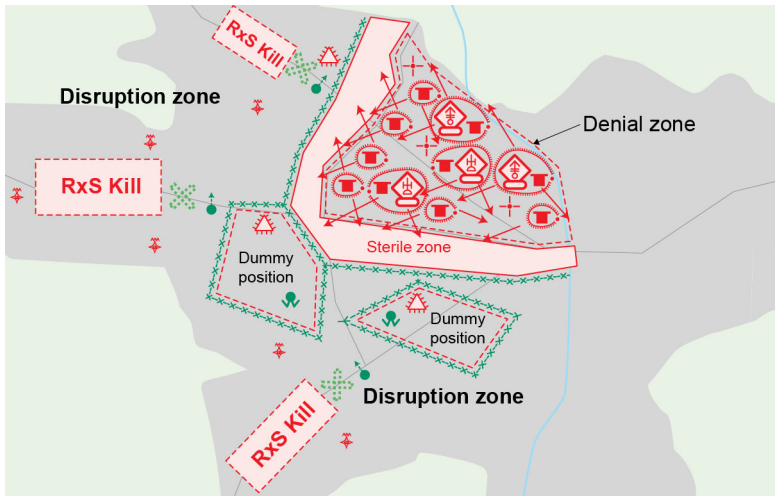 RxS Kill
Disruption zone
Denial zone
RxS Kill
Sterile zone
Dummy
position
Dummy
position
Disruption zone
RxS Kill